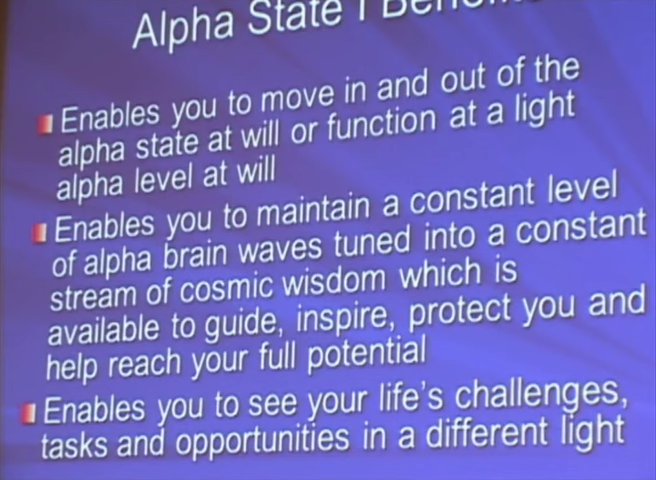 Alpha State I
Enables you to move in and out of the
alpha state at will or function at a light
alpha level at will
Enables you to maintain a constant level
of alpha brain waves tuned into a constant
stream of cosmic wisdom which is
available to guide, inspire, protect you and
help reach your full potential
Enables you to see your life's challenges,
tasks and opportunities in a different light